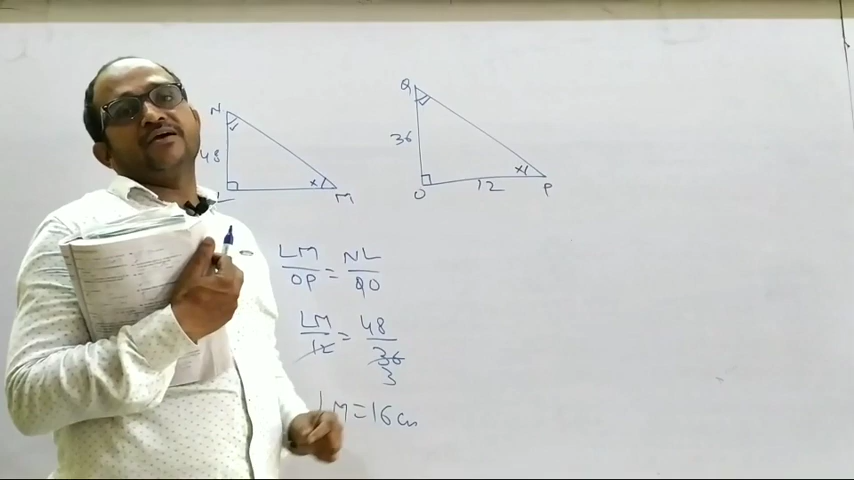 N
48
L
M
x
Q
36
O
12
P
x
LM/OP = NL/QO
LM/12 = 48/36
3
LM = 16 cm